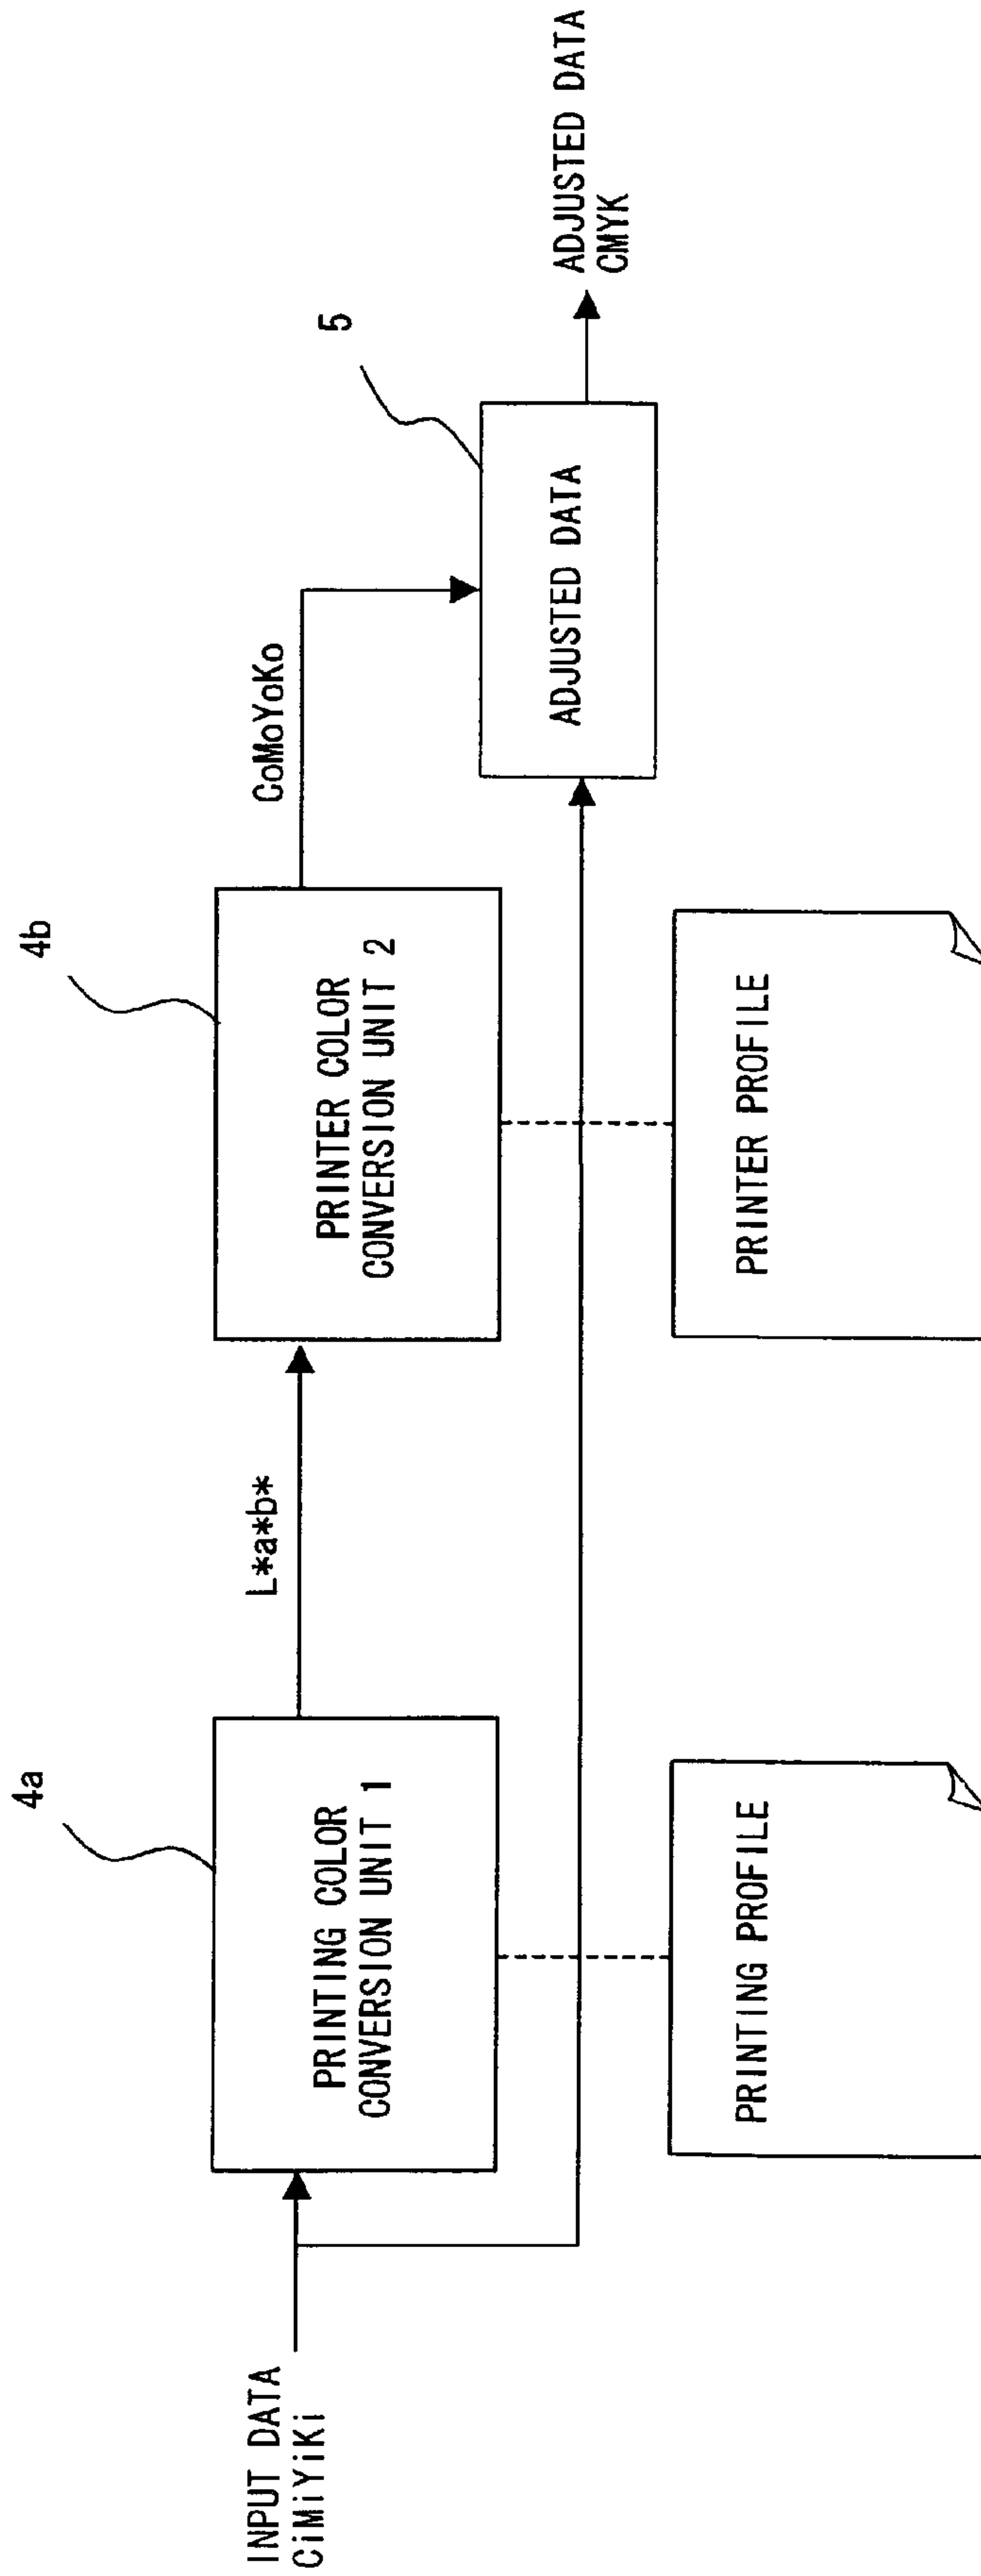 INPUT DATA
CiMiYiKi
4a
PRINTING COLOR
CONVERSION UNIT 1
PRINTING PROFILE
L*a*b*
4b
PRINTER COLOR
CONVERSION UNIT 2
PRINTER PROFILE
CoMoYoKo
5
ADJUSTED DATA
ADJUSTED DATA
CMYK